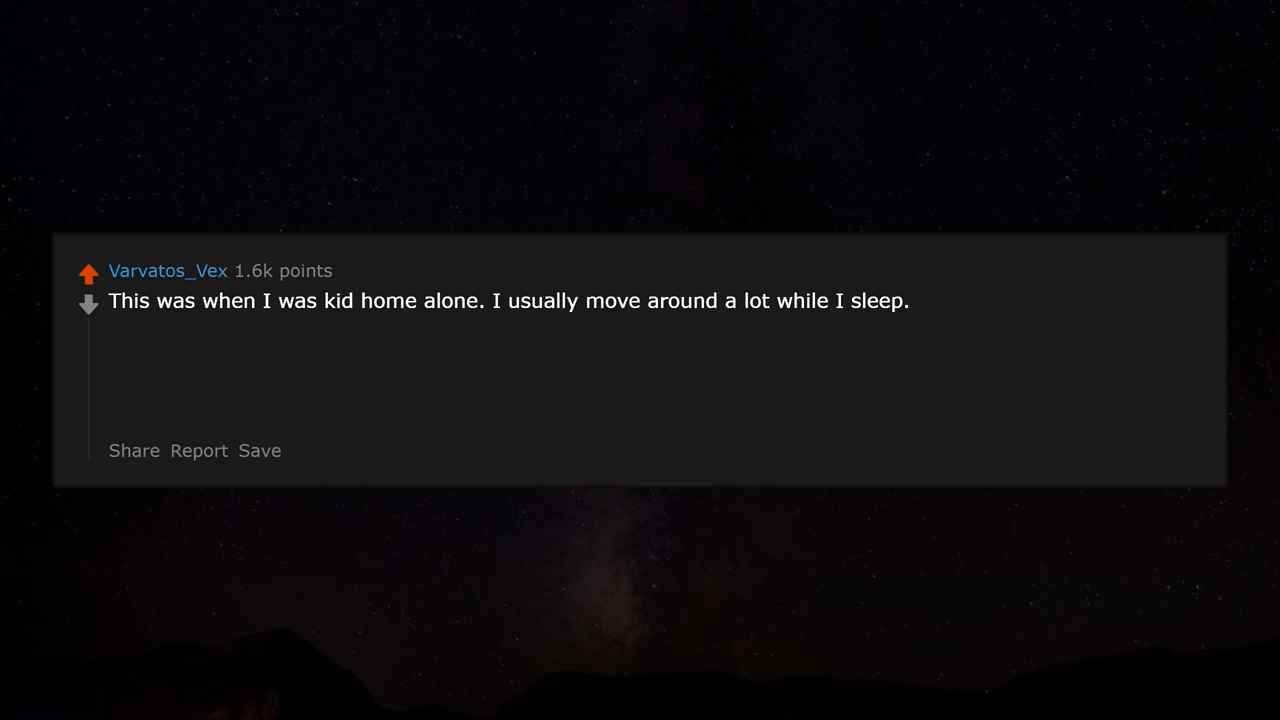 Varvatos_Vex 1.6k points
This was when I was kid home alone. I usually move around a lot while I sleep.
Share Report Save